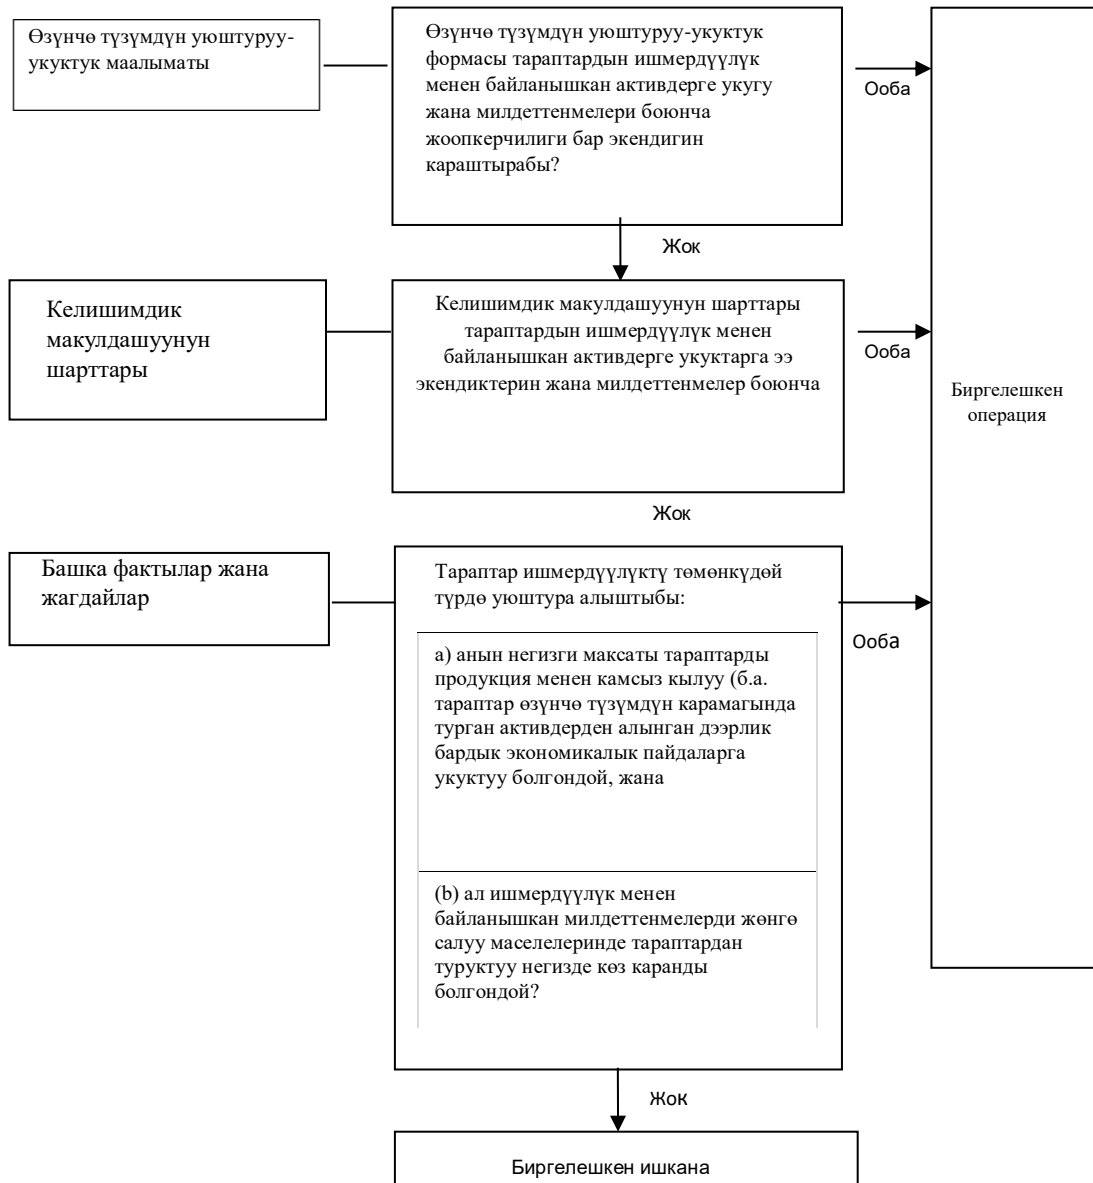 Өзүнчө түзүмдүн уюштуруу-
укуктук маалыматы
Өзүнчө түзүмдүн уюштуруу-укуктук
формасы тараптардын ишмердүүлүк
менен байланышкан активдерге укугу
жана милдеттенмелери боюнча
жоопкерчилиги бар экендигин
караштырабы?
Ооба
Жок
Келишимдик
макулдашуунун
шарттары
Келишимдик макулдашуунун шарттары
тараптардын ишмердүүлүк менен
байланышкан активдерге укуктарга ээ
экендиктерин жана милдеттенмелер боюнча
Ооба
Биргелешкен
операция
Жок
Башка фактылар жана
жагдайлар
Тараптар ишмердүүлүктү төмөнкүдөй
түрдө уюштура алыштыбы:
Ооба
а) анын негизги максаты тараптарды
продукция менен камсыз кылуу (б.а.
тараптар өзүнчө түзүмдүн карамагында
турган активдерден алынган дээрлик
бардык экономикалык пайдаларга
укуктуу болгондой, жана
(b) ал ишмердүүлүк менен
байланышкан милдеттенмелерди жөнгө
салуу маселелеринде тараптардан
туруктуу негизде көз каранды
болгондой?
Жок
Биргелешкен ишкана